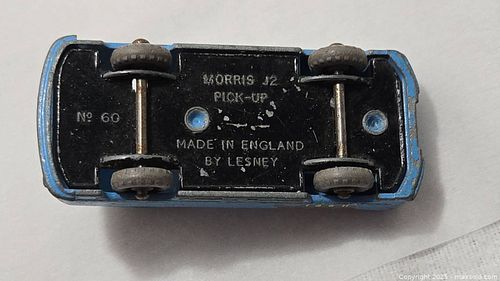 MORRIS J2
PICK-UP
Nº 60
MADE IN ENGLAND
BY LESNEY
Copyright 2025 - maxsold.com